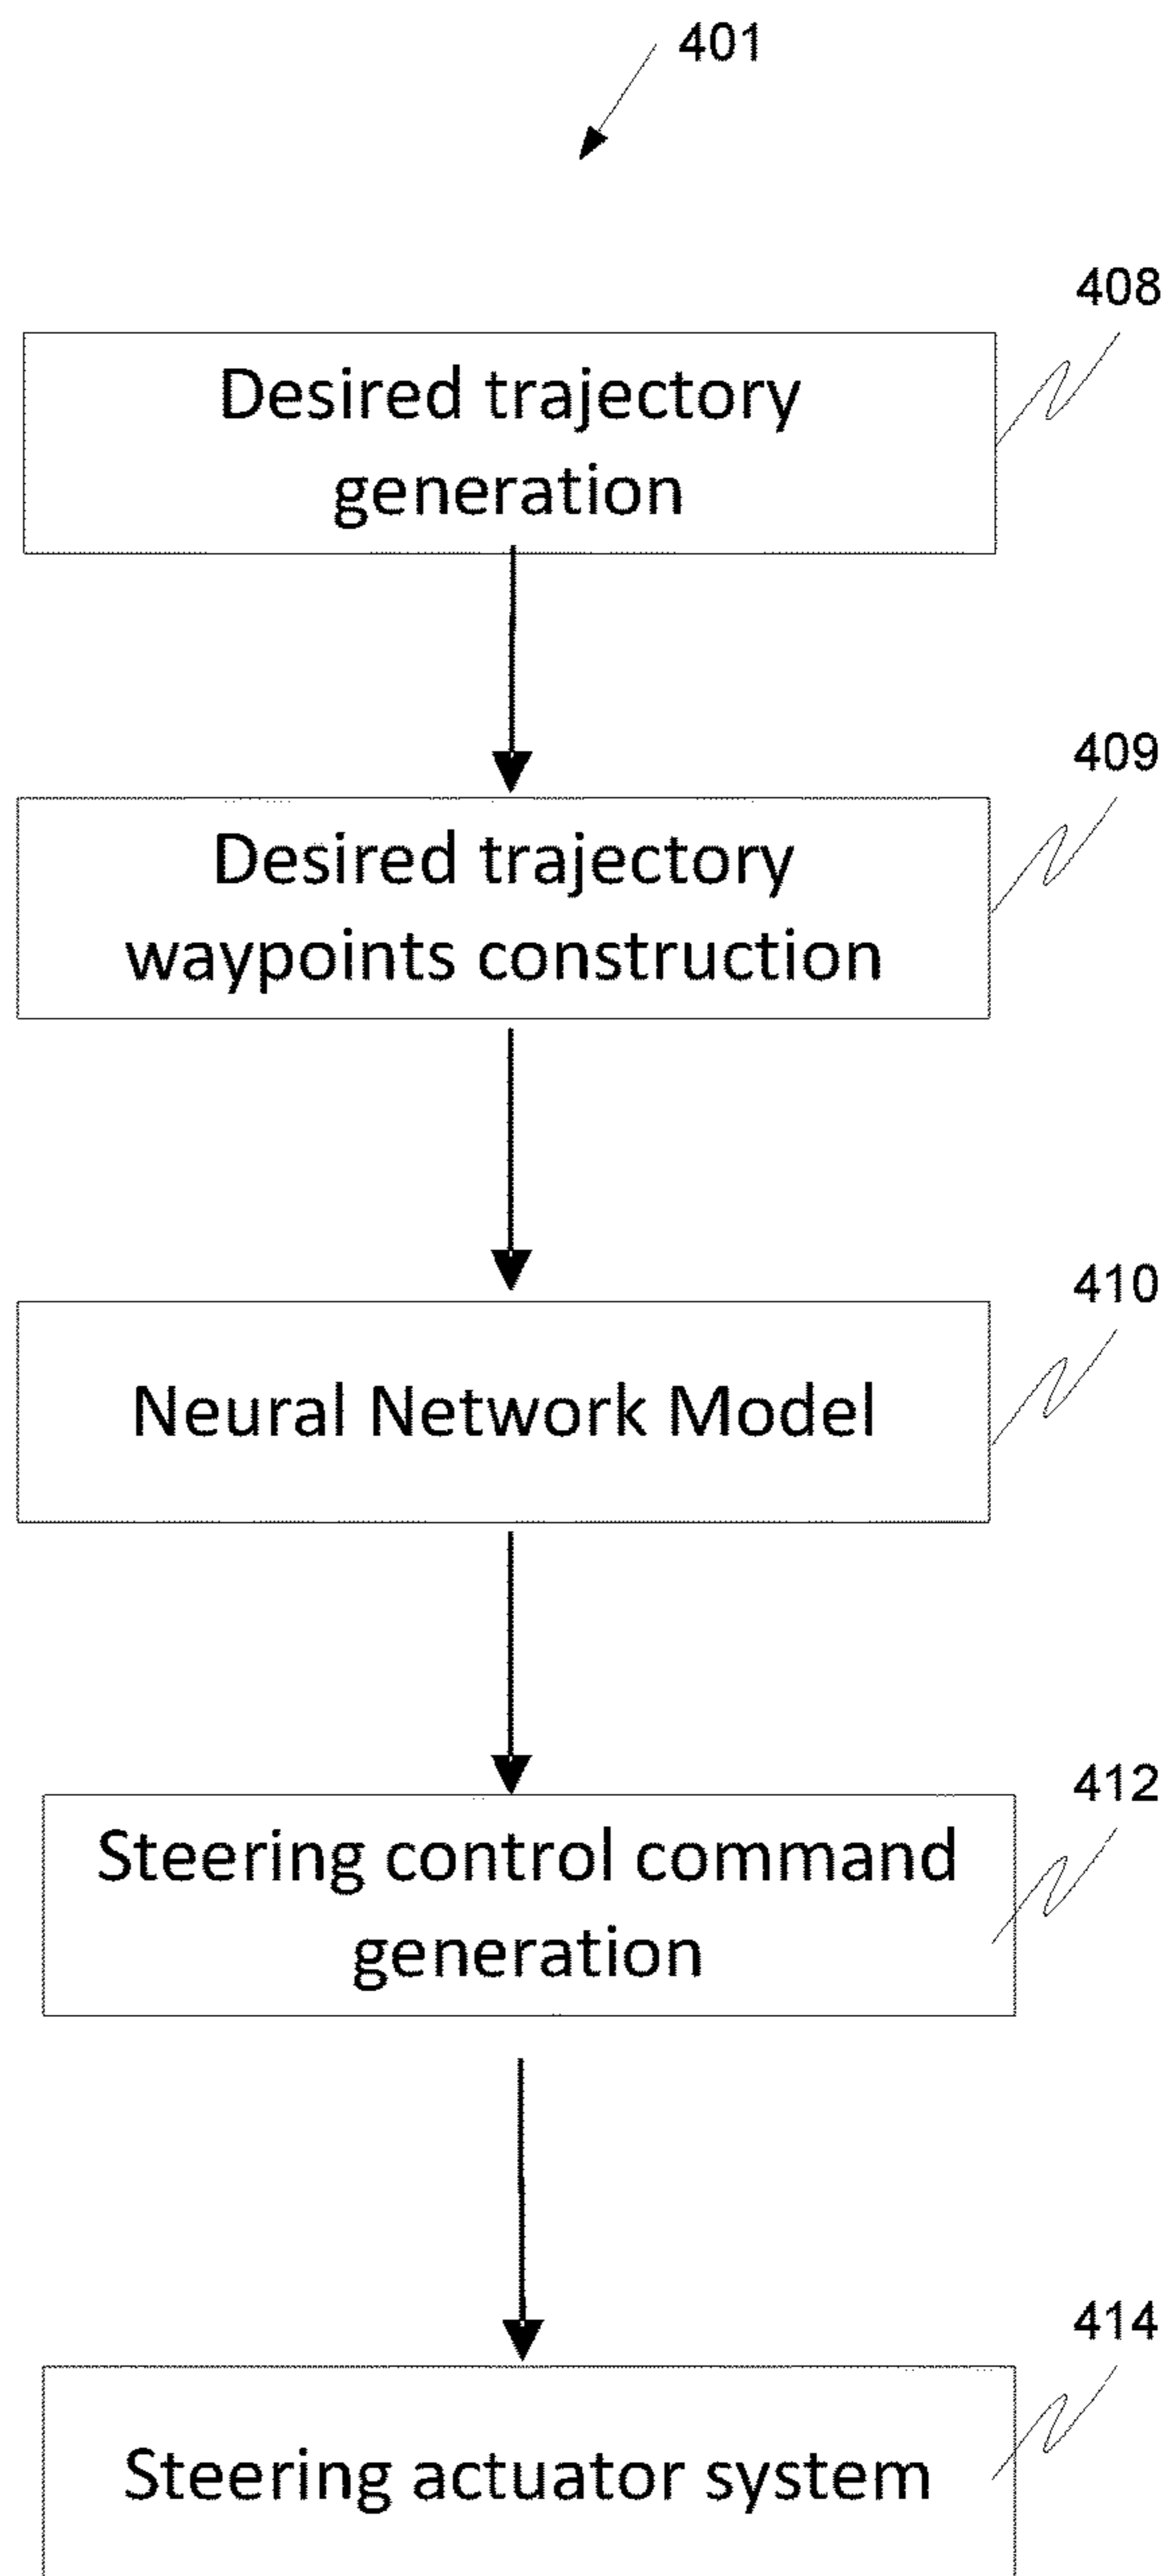 401
408
Desired trajectory
generation
409
Desired trajectory
waypoints construction
410
Neural Network Model
412
Steering control command
generation
414
Steering actuator system